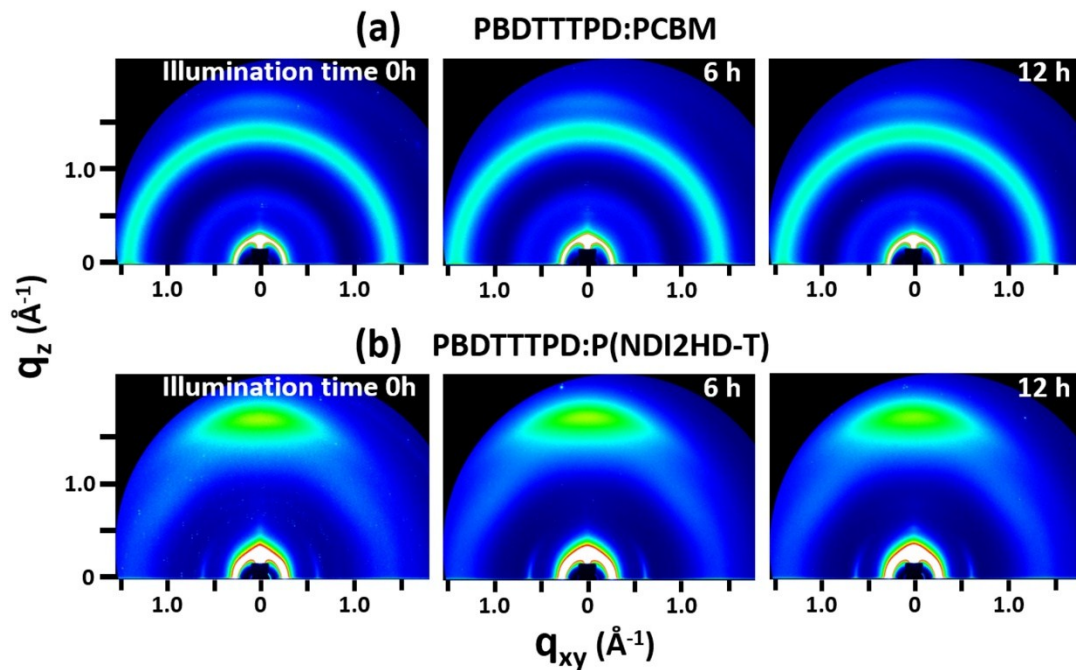 (a) PBDTTTPD:PCBM
Illumination time 0h
6 h
12 h
1.0
0
1.0 0 1.0
1.0 0 1.0
1.0 0 1.0
(b) PBDTTTPD:P(NDI2HD-T)
Illumination time 0h
6 h
12 h
1.0
0
1.0 0 1.0
1.0 0 1.0
1.0 0 1.0
qz (Å-1)
qxy (Å-1)